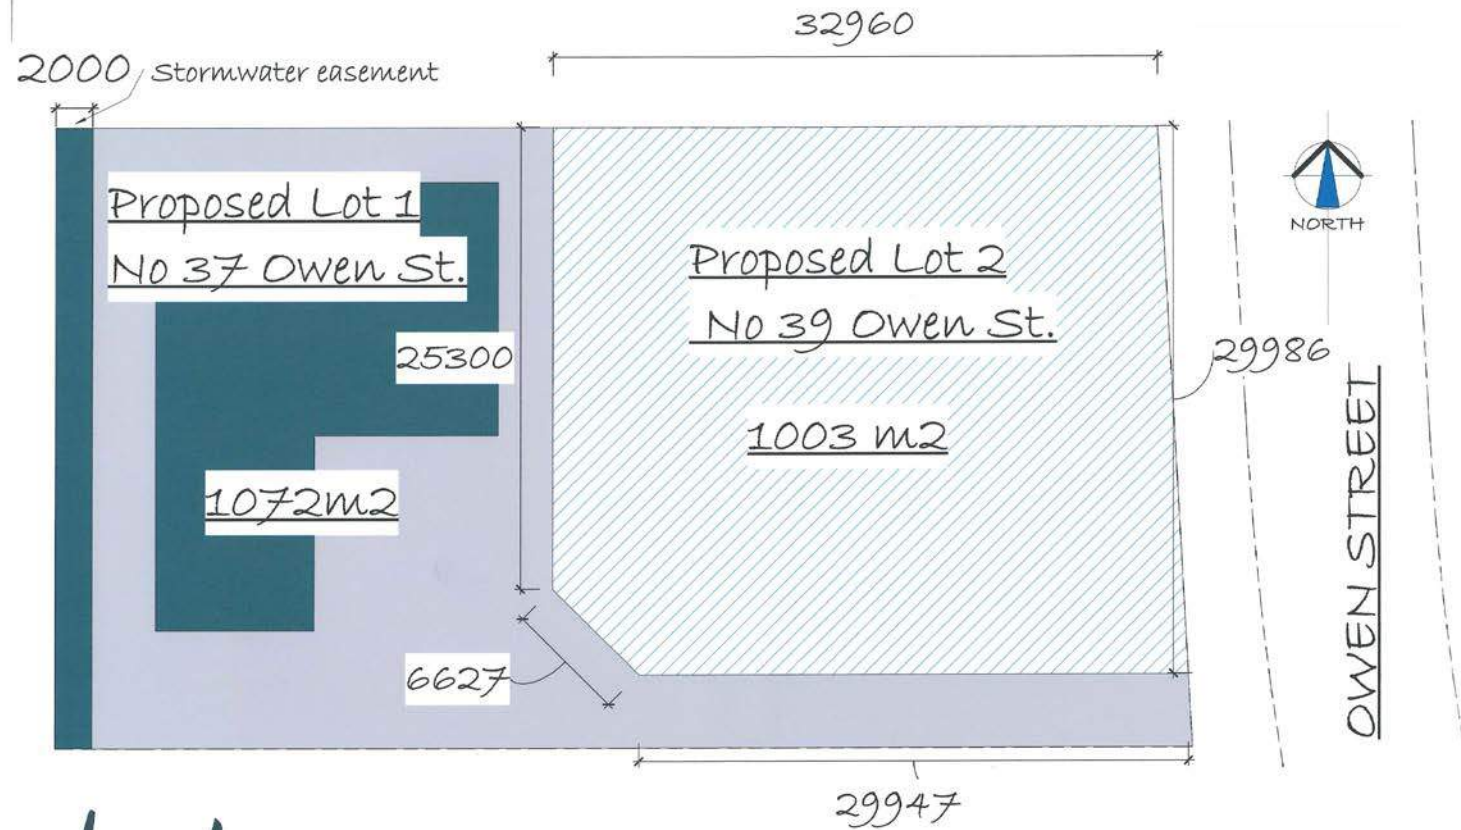 32960
2000 Stormwater easement
Proposed Lot 1
No 37 Owen St.
Proposed Lot 2
No 39 Owen St.
NORTH
25300
29986
1003 m2
1072m2
OWEN STREET
6627
29947